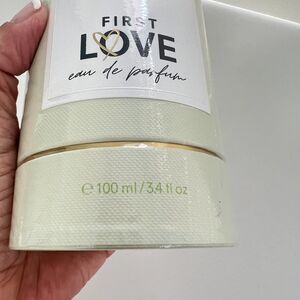 FIRST
LOVE
eau de parfum
℮ 100 ml / 3.4 fl oz